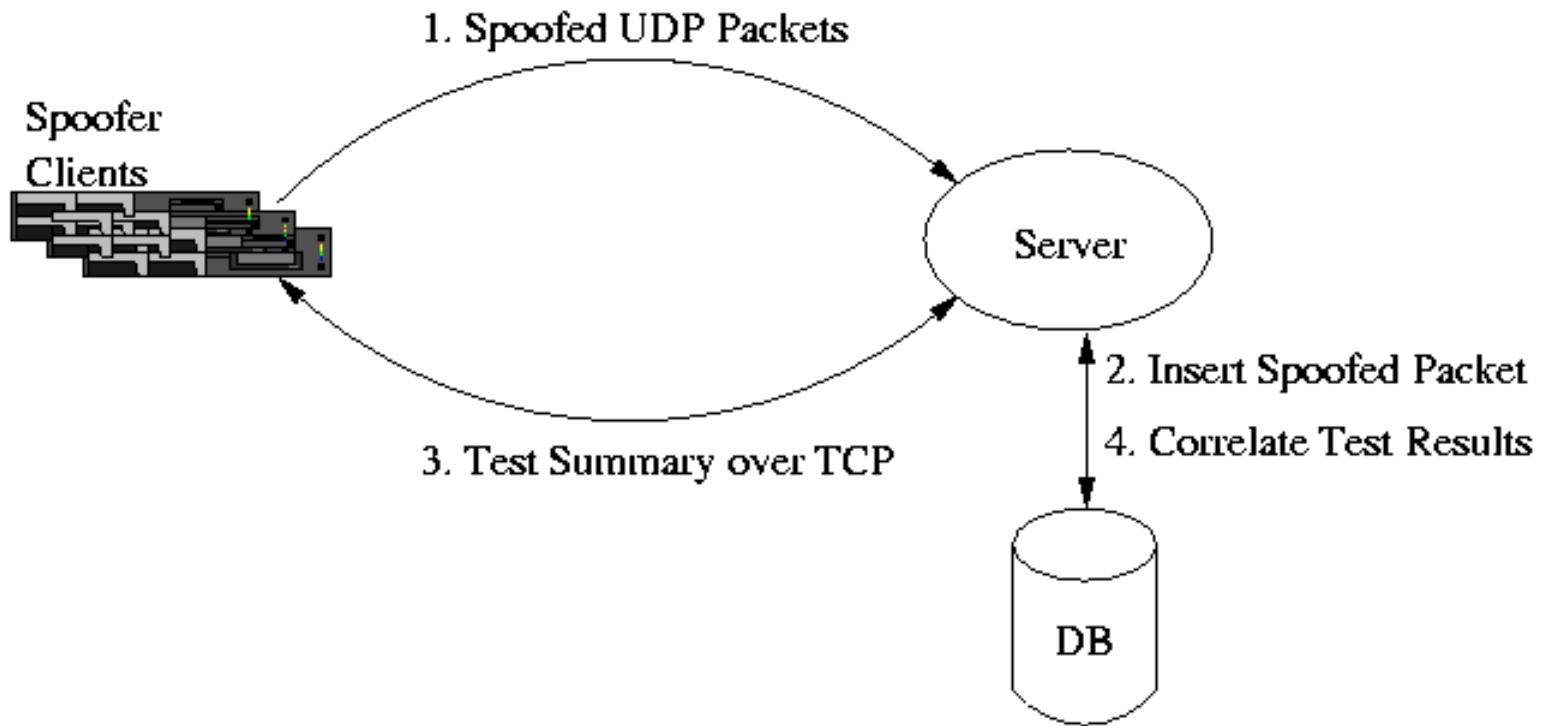 1. Spoofed UDP Packets
Spoofer
Clients
Server
2. Insert Spoofed Packet
4. Correlate Test Results
3. Test Summary over TCP
DB